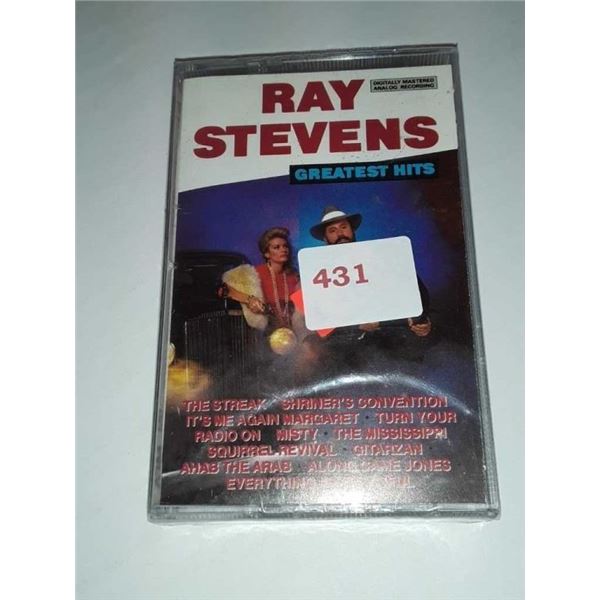 RAY
STEVENS
DIGITALLY MASTERED
ANALOG RECORDING
GREATEST HITS
431
THE STREAK · SHRINER'S CONVENTION
IT'S ME AGAIN MARGARET · TURN YOUR
RADIO ON · MISTY · THE MISSISSIPPI
SQUIRREL REVIVAL · GITARZAN
AHAB THE ARAB · ALONG CAME JONES
EVERYTHING